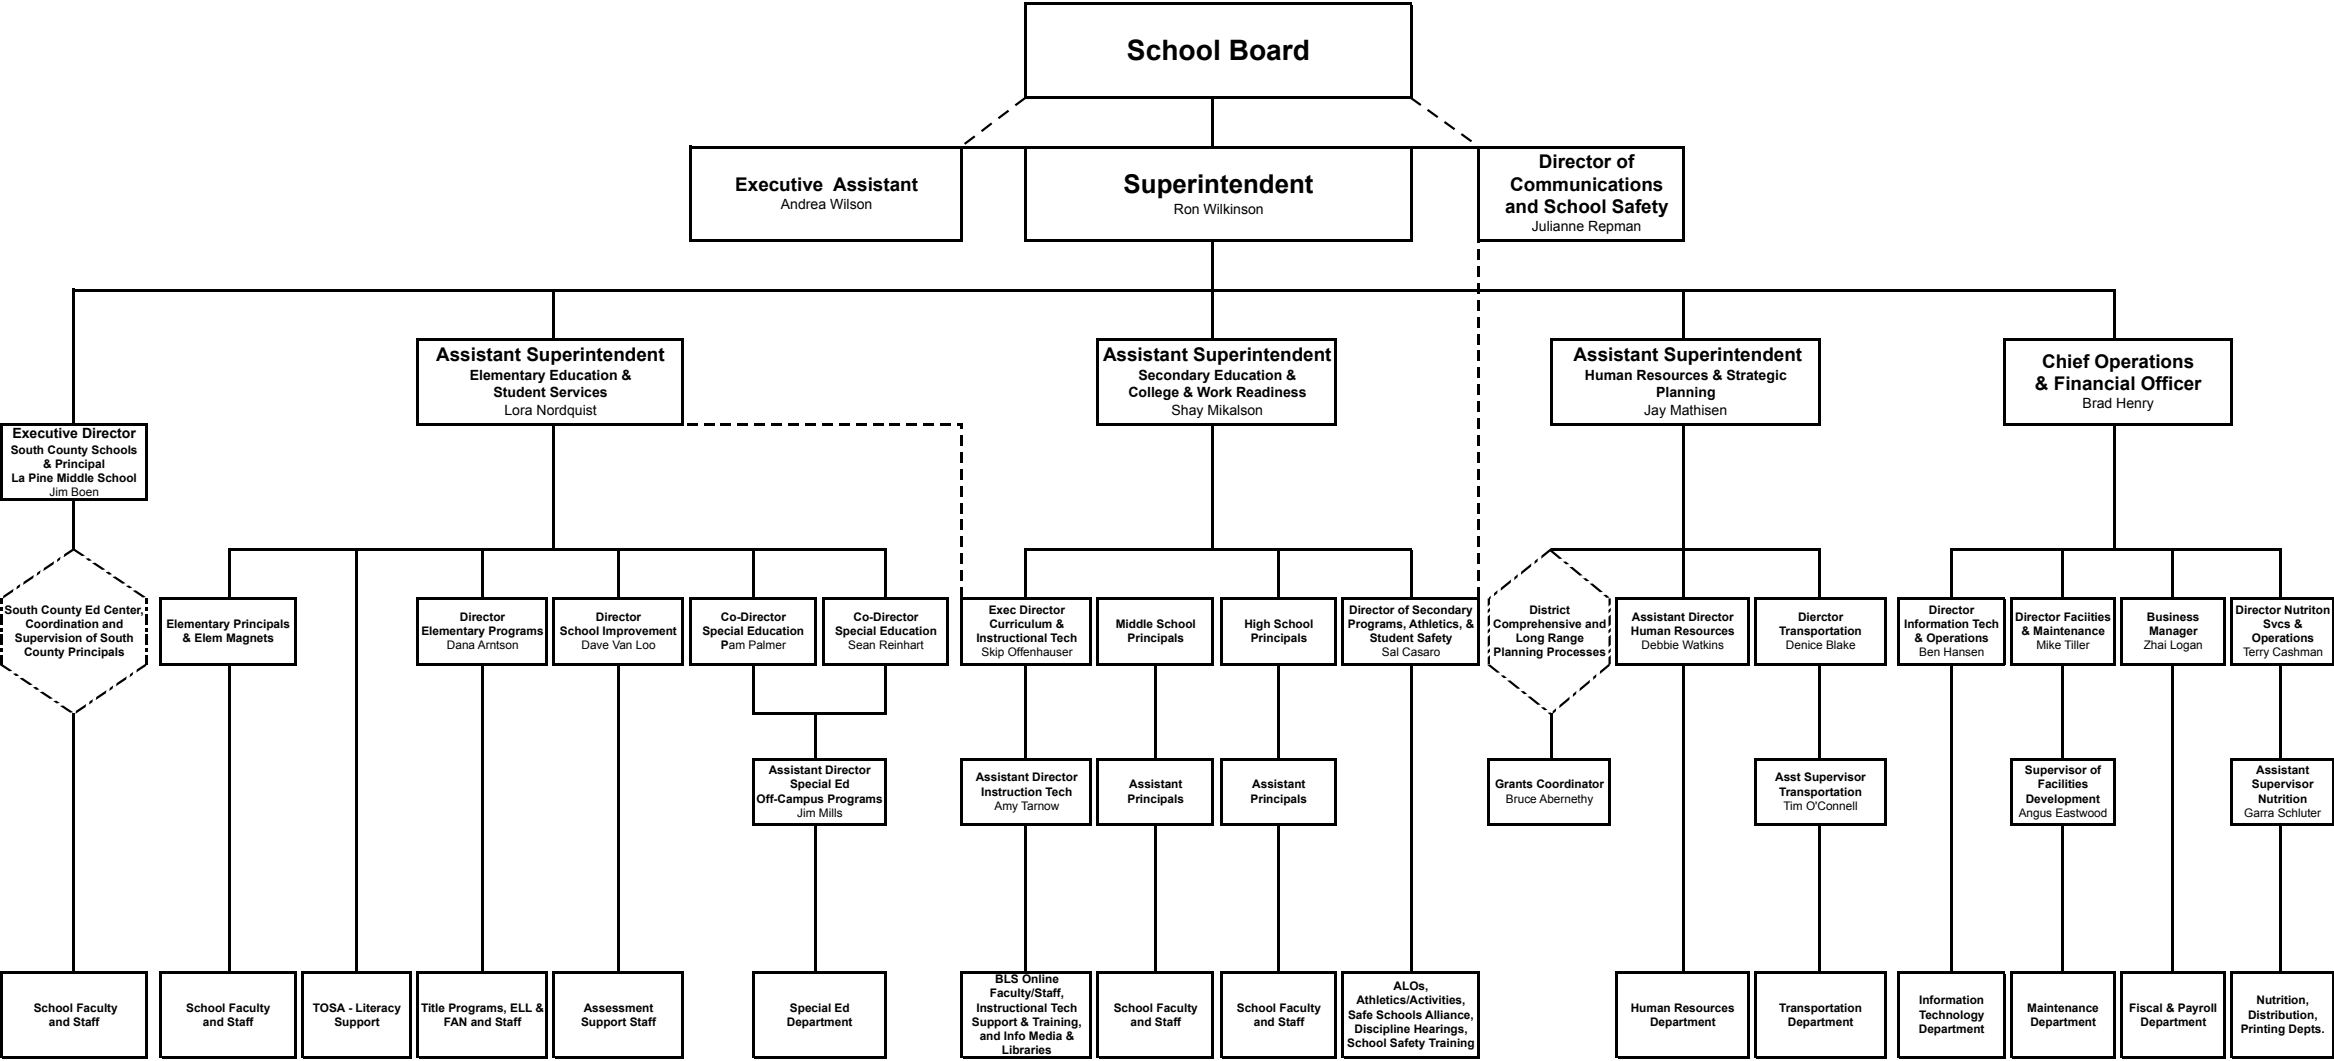 School Board
Executive  Assistant
Andrea Wilson
Superintendent
Ron Wilkinson
Director of
Communications
and School Safety
Julianne Repman
Assistant Superintendent
Elementary Education &
Student Services
Lora Nordquist
Assistant Superintendent
Secondary Education &
College & Work Readiness
Shay Mikalson
Assistant Superintendent
Human Resources & Strategic
Planning
Jay Mathisen
Chief Operations
& Financial Officer
Brad Henry
Executive Director
South County Schools
& Principal
La Pine Middle School
Jim Boen
South County Ed Center,
Coordination and
Supervision of South
County Principals
Elementary Principals
& Elem Magnets
Director
Elementary Programs
Dana Arntson
Director
School Improvement
Dave Van Loo
Co-Director
Special Education
Pam Palmer
Co-Director
Special Education
Sean Reinhart
Exec Director
Curriculum &
Instructional Tech
Skip Offenhauser
Middle School
Principals
High School
Principals
Director of Secondary
Programs, Athletics, &
Student Safety
Sal Casaro
District
Comprehensive and
Long Range
Planning Processes
Assistant Director
Human Resources
Debbie Watkins
Dierctor
Transportation
Denice Blake
Director
Information Tech
& Operations
Ben Hansen
Director Faciities
& Maintenance
Mike Tiller
Business
Manager
Zhai Logan
Director Nutriton
Svcs &
Operations
Terry Cashman
Assistant Director
Special Ed
Off-Campus Programs
Jim Mills
Assistant Director
Instruction Tech
Amy Tarnow
Assistant
Principals
Assistant
Principals
Grants Coordinator
Bruce Abernethy
Asst Supervisor
Transportation
Tim O'Connell
Supervisor of
Facilities
Development
Angus Eastwood
Assistant
Supervisor
Nutrition
Garra Schluter
School Faculty
and Staff
School Faculty
and Staff
TOSA - Literacy
Support
Title Programs, ELL &
FAN and Staff
Assessment
Support Staff
Special Ed
Department
BLS Online
Faculty/Staff,
Instructional Tech
Support & Training,
and Info Media &
Libraries
School Faculty
and Staff
School Faculty
and Staff
ALOs,
Athletics/Activities,
Safe Schools Alliance,
Discipline Hearings,
School Safety Training
Human Resources
Department
Transportation
Department
Information
Technology
Department
Maintenance
Department
Fiscal & Payroll
Department
Nutrition,
Distribution,
Printing Depts.